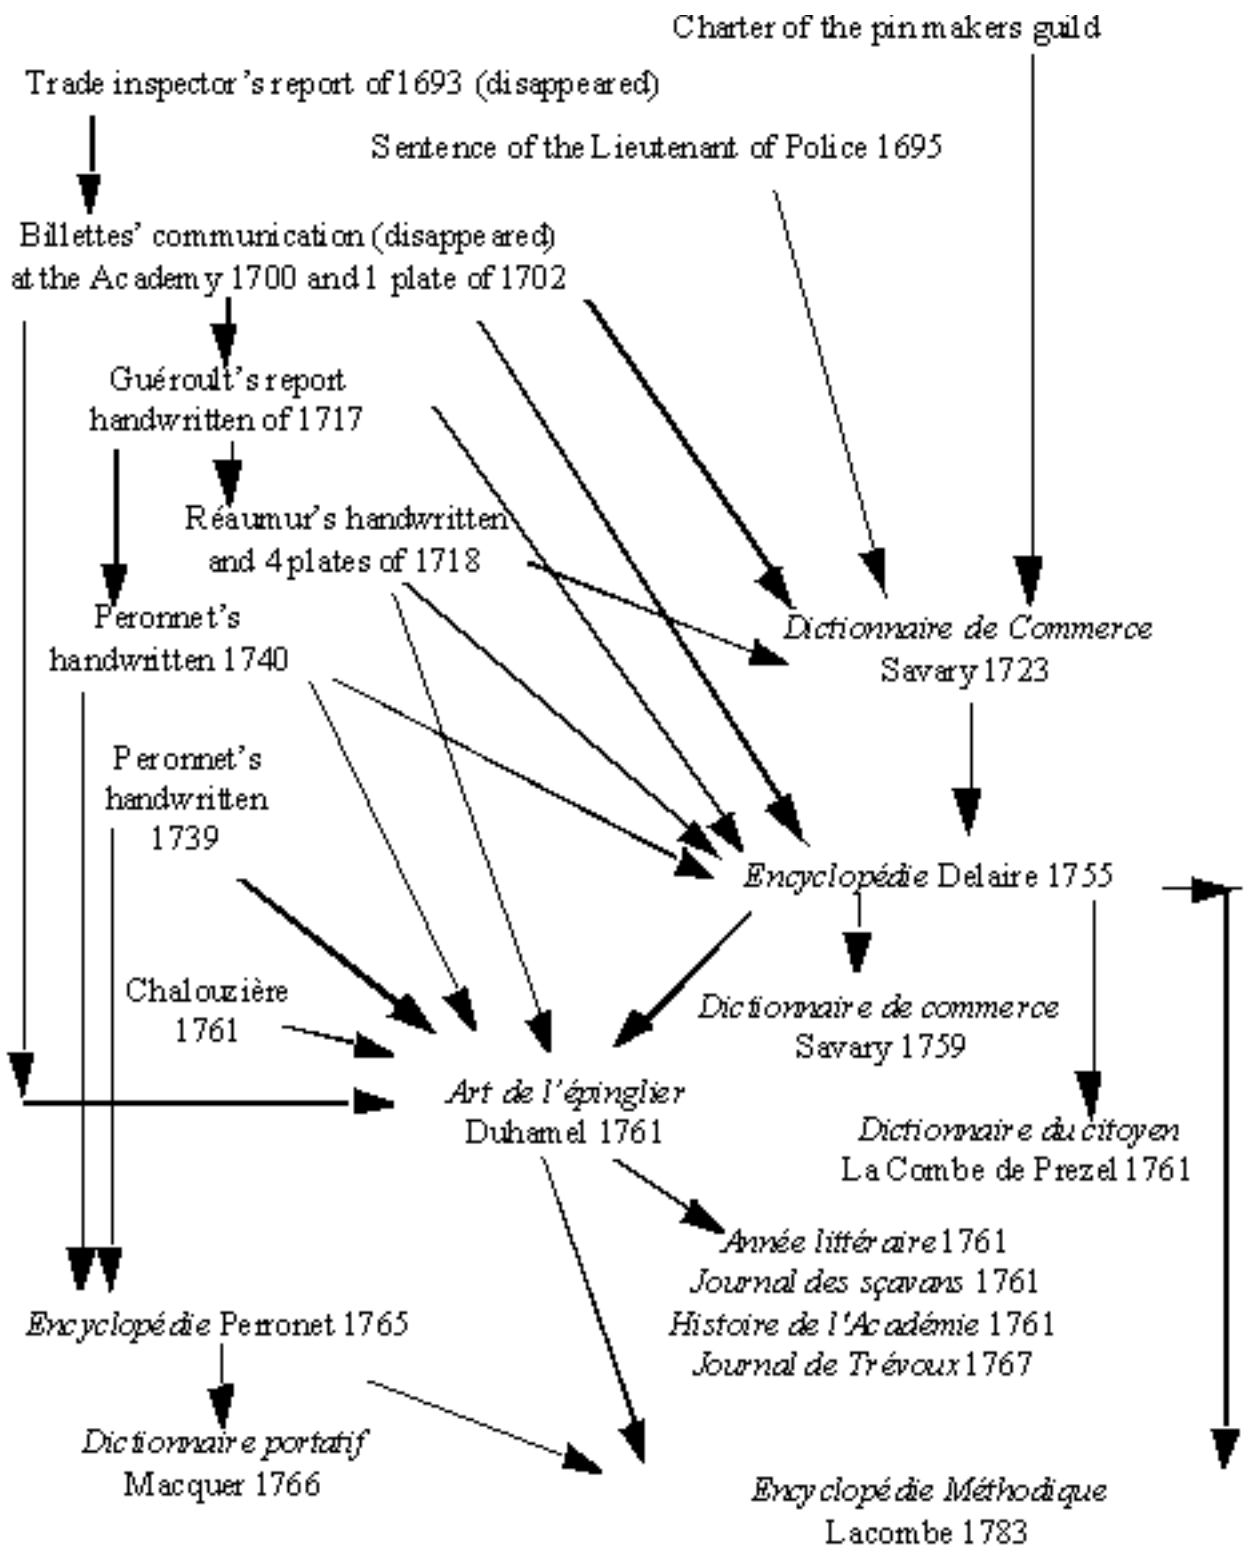 Charter of the pinmakers guild
Trade inspector’s report of 1693 (disappeared)
Sentence of the Lieutenant of Police 1695
Billettes’ communication (disappeared)
at the Academy 1700 and 1 plate of 1702
Guéroult’s report
handwritten of 1717
Réaumur’s handwritten
and 4 plates of 1718
Peronnet’s
handwritten 1740
Dictionnaire de Commerce
Savary 1723
Peronnet’s
handwritten
1739
Encyclopédie Delaire 1755
Chalouzière
1761
Dictionnaire de commerce
Savary 1759
Art de l’épinglier
Duhamel 1761
Dictionnaire du citoyen
La Combe de Prezel 1761
Année littéraire 1761
Journal des sçavans 1761
Histoire de l'Académie 1761
Journal de Trévoux 1767
Encyclopédie Perronet 1765
Dictionnaire portatif
Macquer 1766
Encyclopédie Méthodique
Lacombe 1783